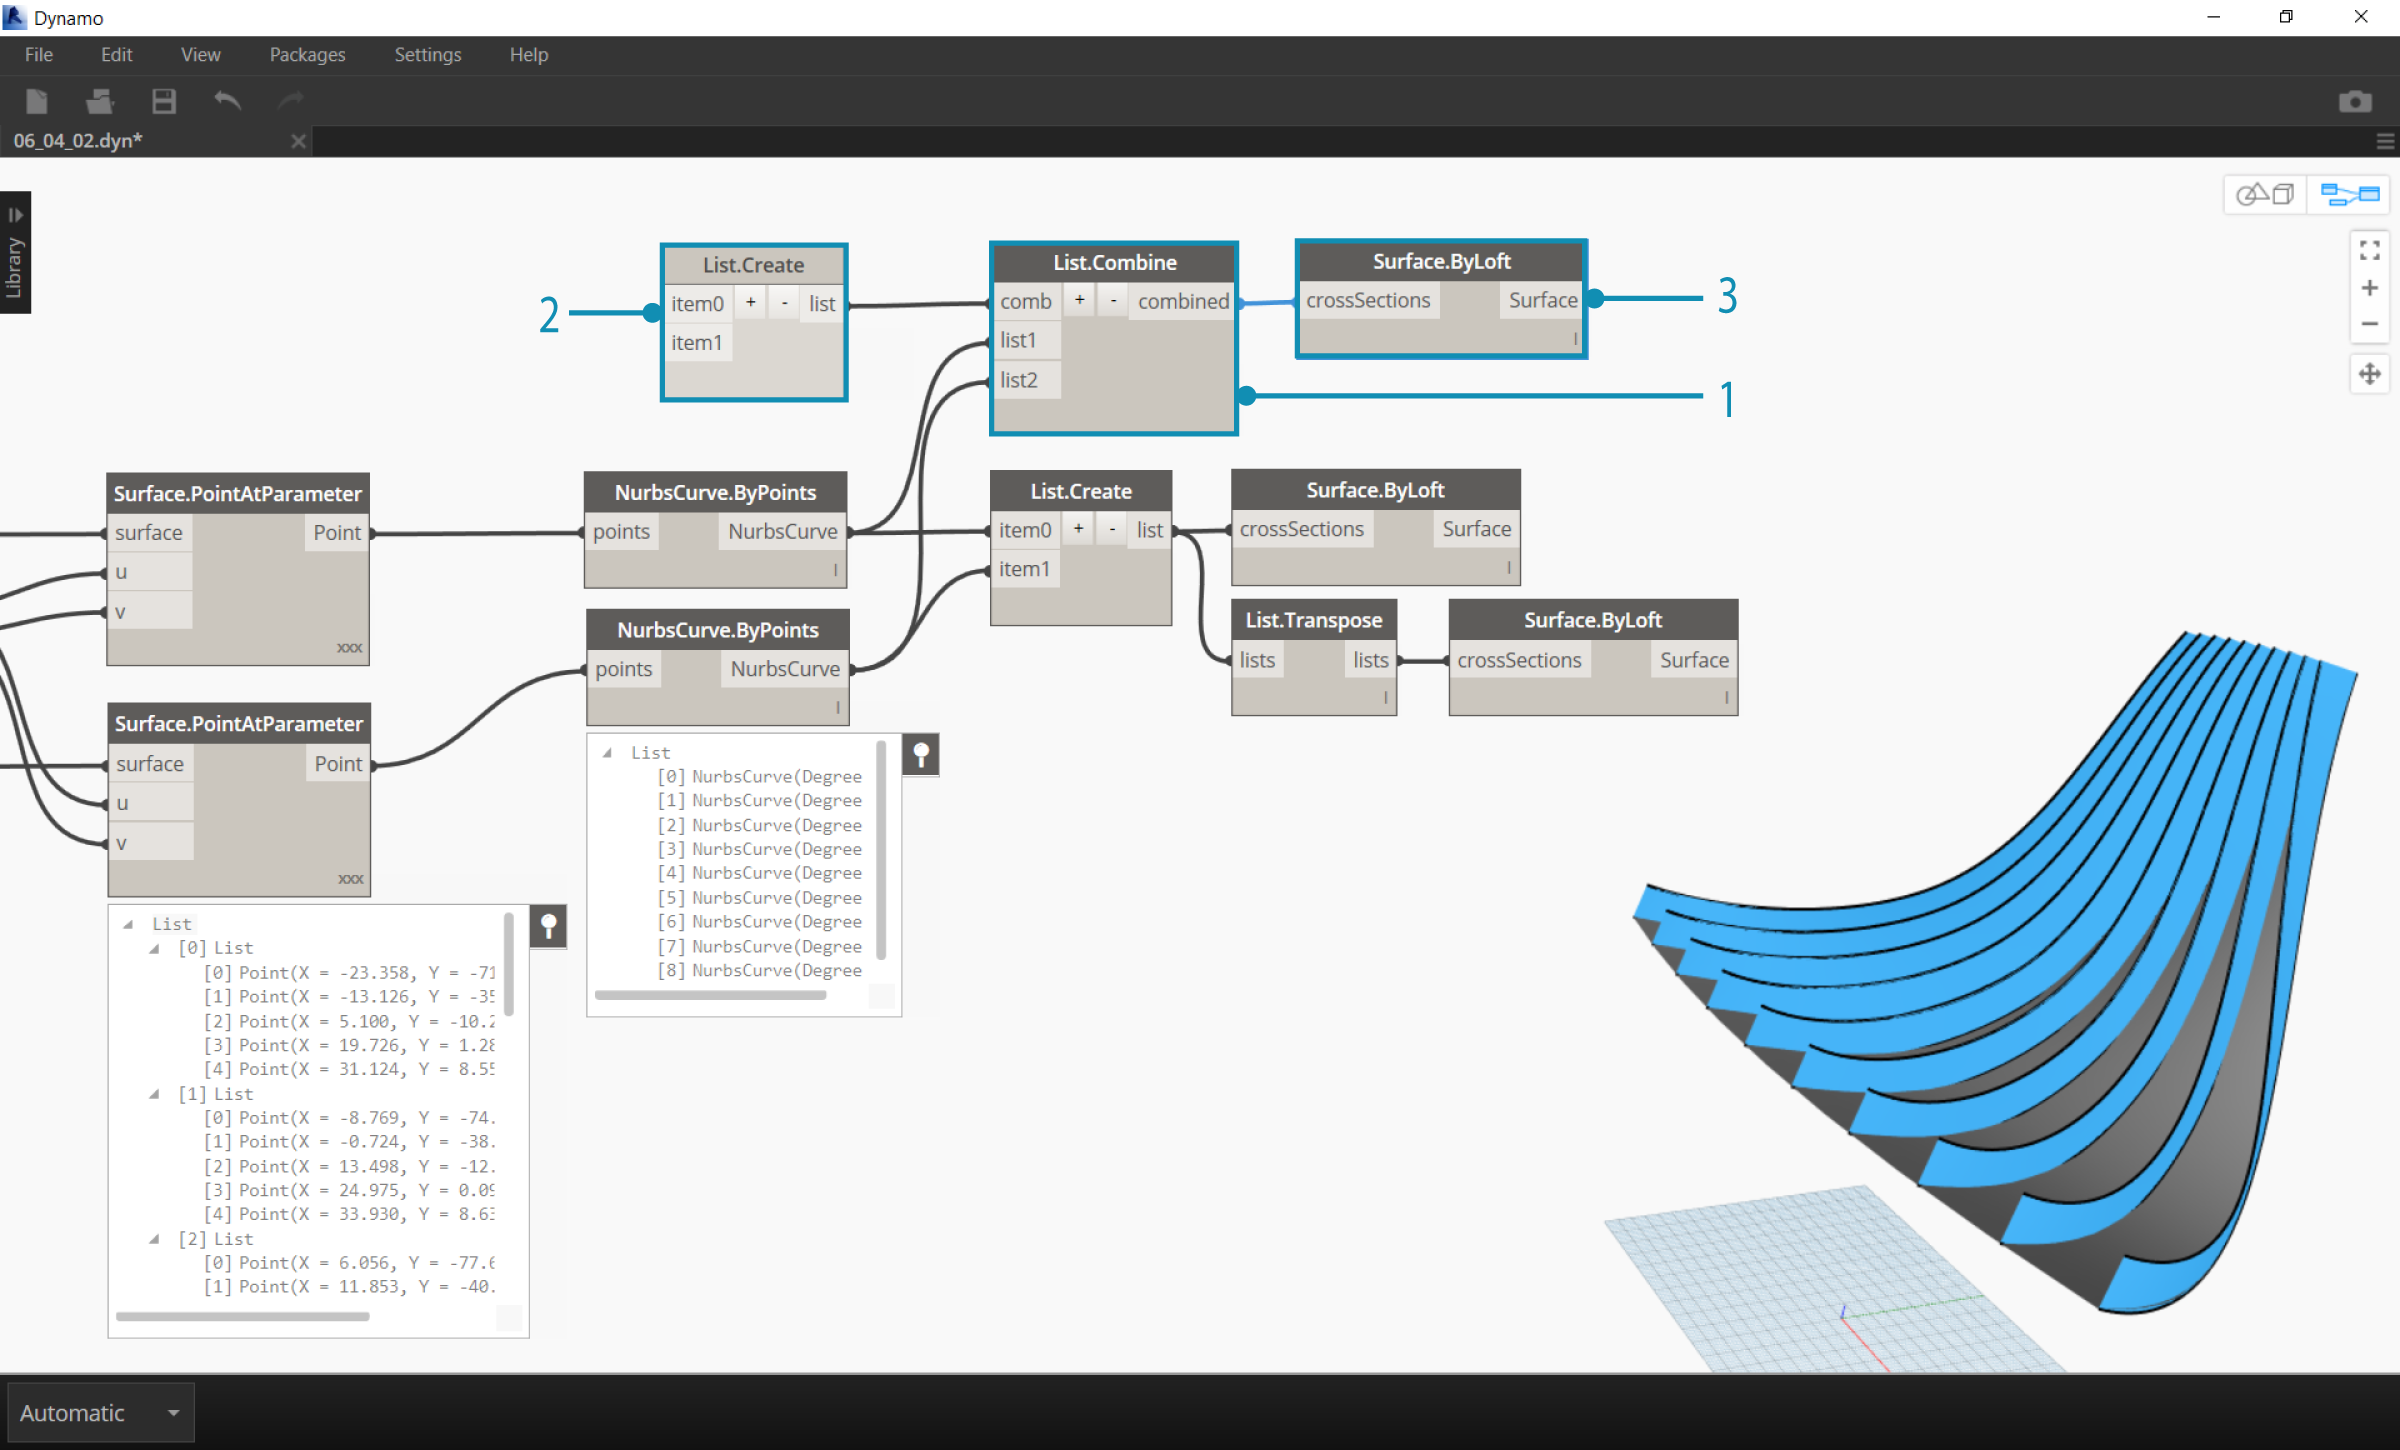 Dynamo
File Edit View Packages Settings Help
06_04_02.dyn*
Library
List.Create
item0 + - list
item1
2
List.Combine
comb + - combined
list1
list2
1
Surface.ByLoft
crossSections Surface
3
Surface.PointAtParameter
surface Point
u
v
xxx
NurbsCurve.ByPoints
points NurbsCurve
List.Create
item0 + - list
item1
Surface.ByLoft
crossSections Surface
NurbsCurve.ByPoints
points NurbsCurve
List.Transpose
lists lists
Surface.ByLoft
crossSections Surface
Surface.PointAtParameter
surface Point
u
v
xxx
List
[0] NurbsCurve(Degree
[1] NurbsCurve(Degree
[2] NurbsCurve(Degree
[3] NurbsCurve(Degree
[4] NurbsCurve(Degree
[5] NurbsCurve(Degree
[6] NurbsCurve(Degree
[7] NurbsCurve(Degree
[8] NurbsCurve(Degree
List
[0] List
[0] Point(X = -23.358, Y = -71
[1] Point(X = -13.126, Y = -35
[2] Point(X = 5.100, Y = -10.2
[3] Point(X = 19.726, Y = 1.28
[4] Point(X = 31.124, Y = 8.55
[1] List
[0] Point(X = -8.769, Y = -74.
[1] Point(X = -0.724, Y = -38.
[2] Point(X = 13.498, Y = -12.
[3] Point(X = 24.975, Y = 0.09
[4] Point(X = 33.930, Y = 8.63
[2] List
[0] Point(X = 6.056, Y = -77.6
[1] Point(X = 11.853, Y = -40.
Automatic